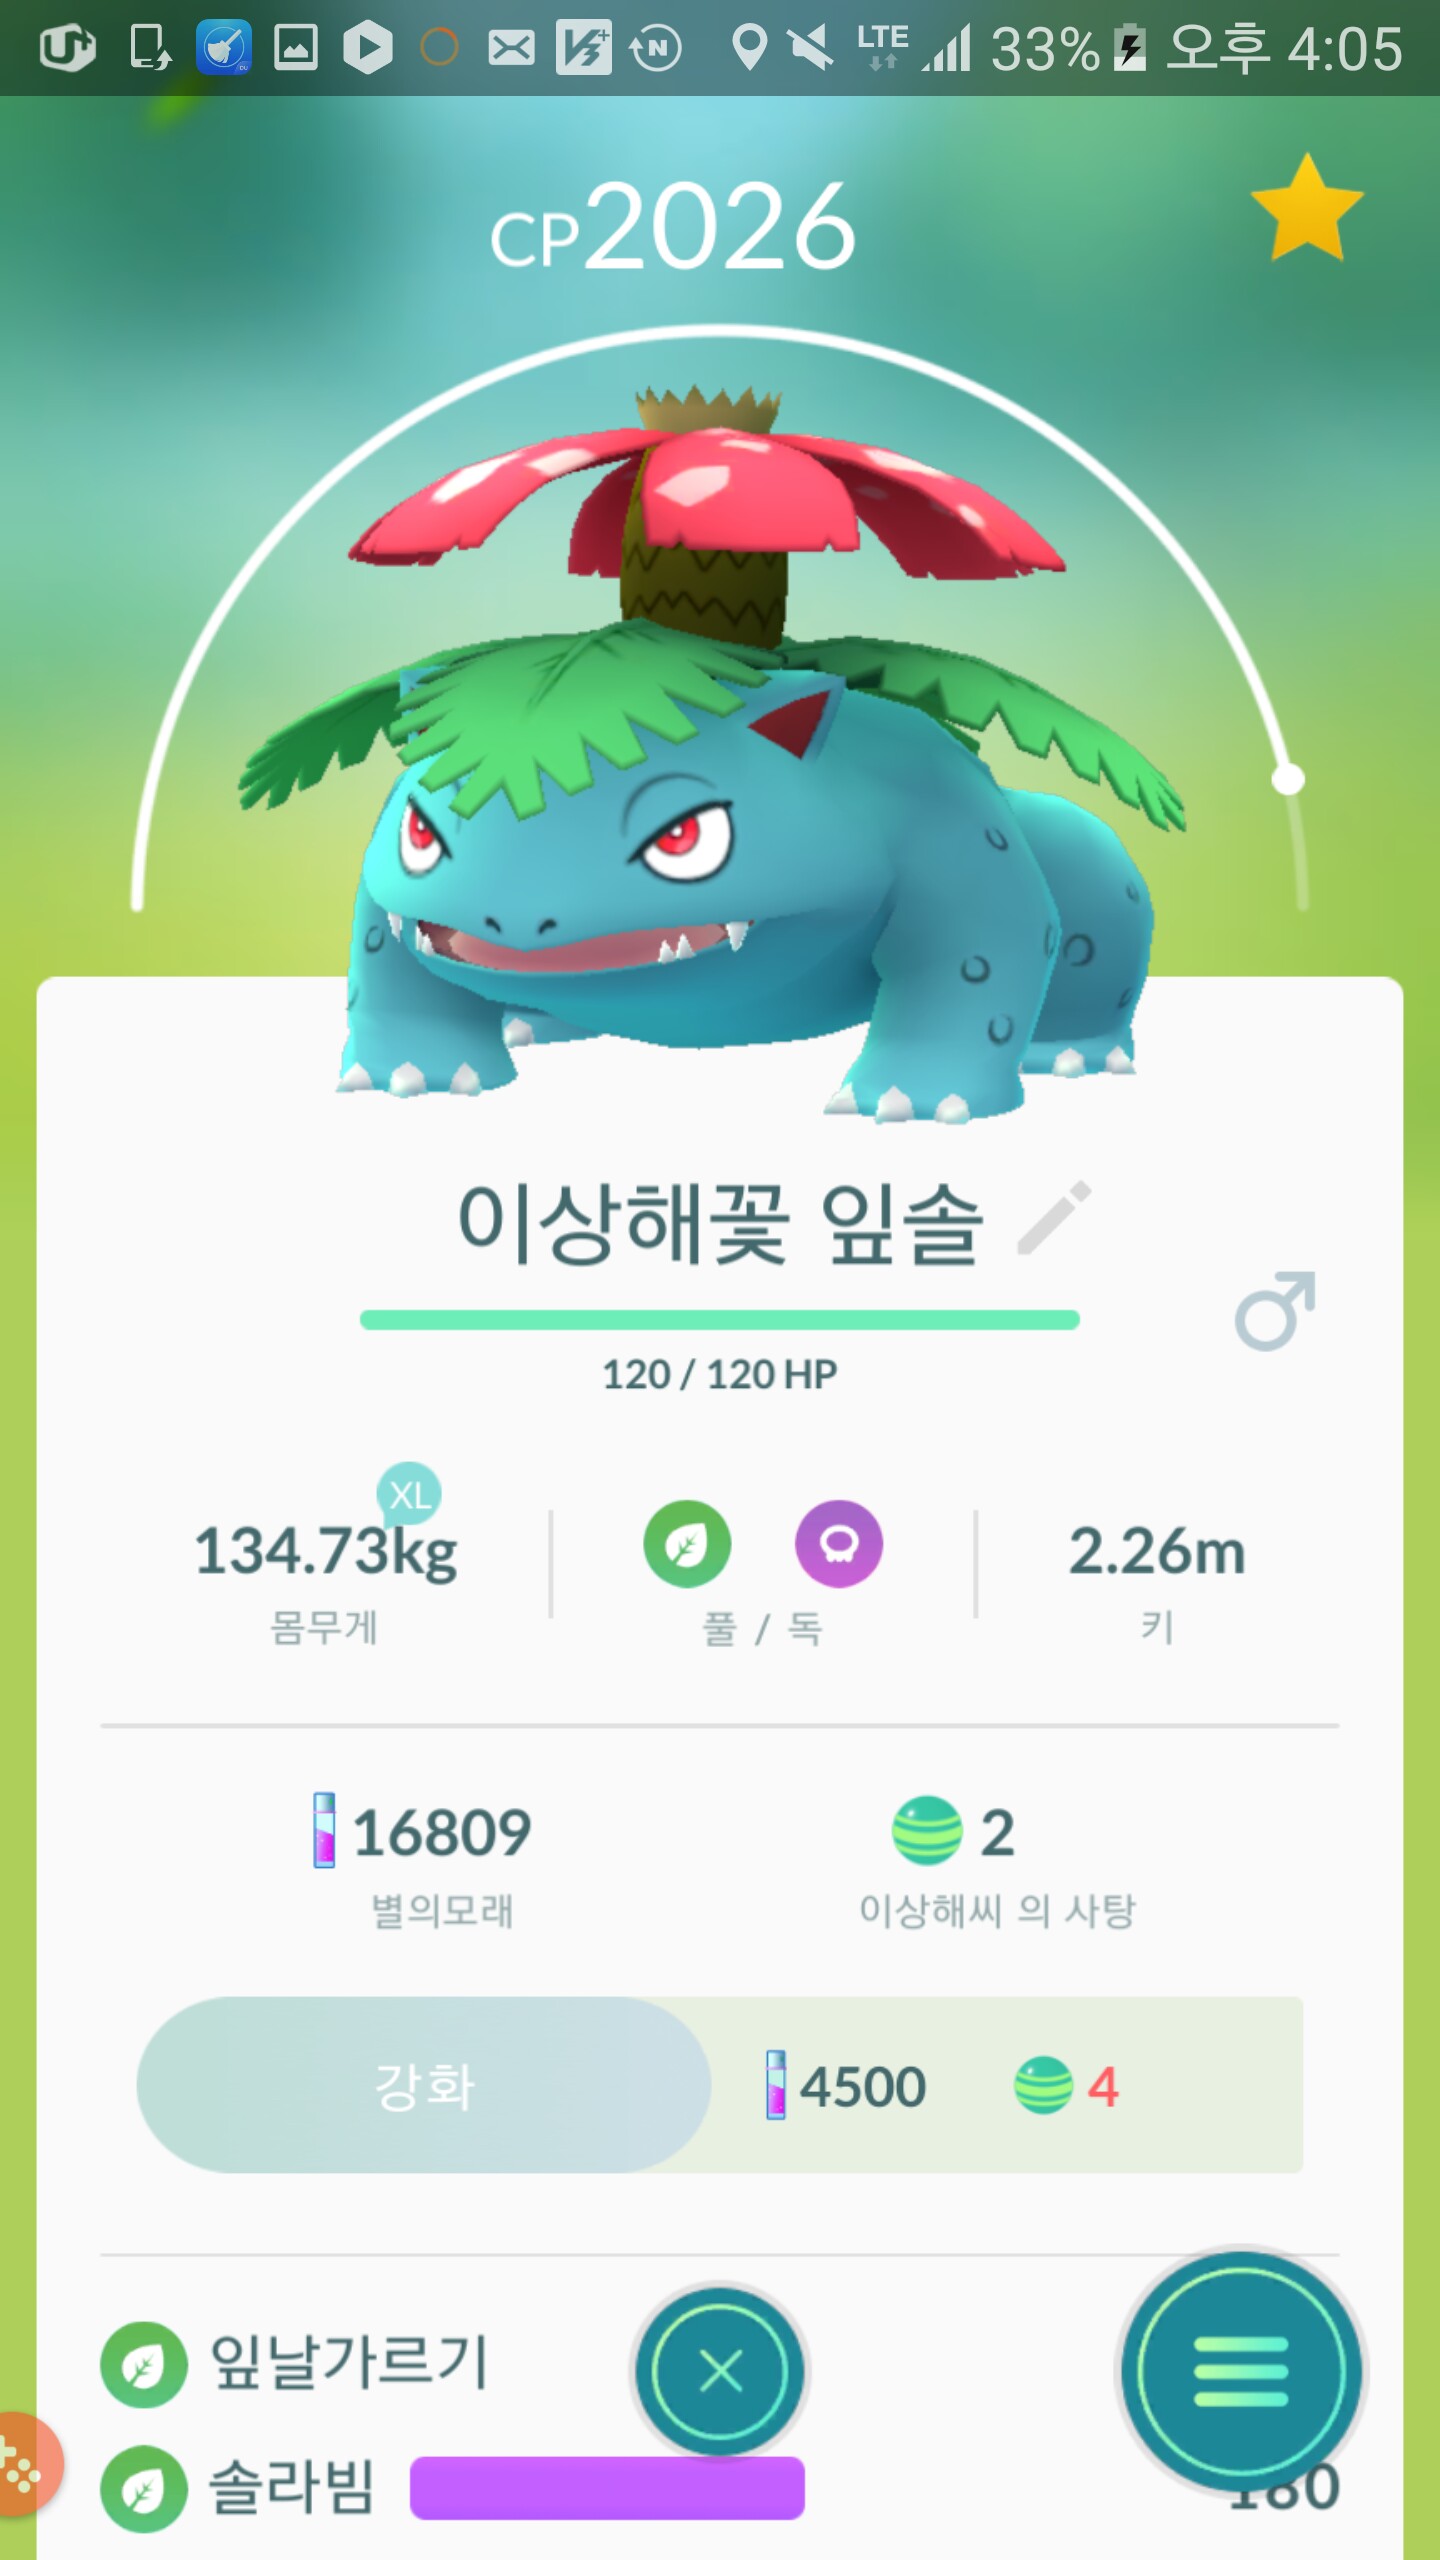 LTE 33% 오후 4:05
CP2026
이상해꽃 잎솔
120 / 120 HP
XL
134.73kg
2.26m
몸무게
풀 / 독
키
16809
2
별의모래
이상해씨 의 사탕
강화 4500 4
잎날가르기
솔라빔 180